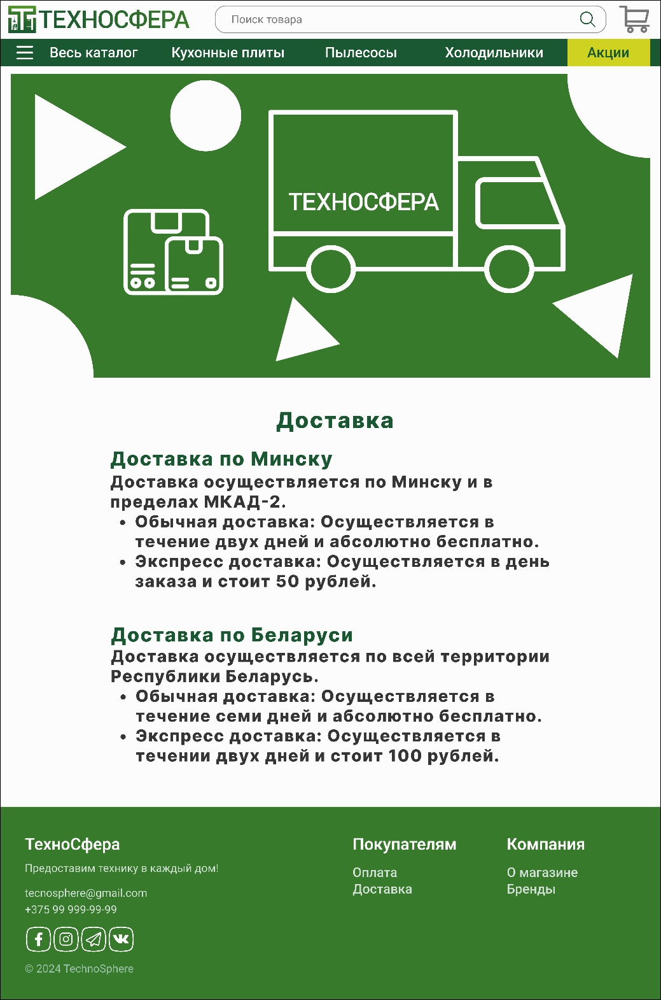 ТЕХНОСФЕРА
Поиск товара
Весь каталог Кухонные плиты Пылесосы Холодильники Акции
ТЕХНОСФЕРА
Доставка
Доставка по Минску
Доставка осуществляется по Минску и в
пределах МКАД-2.
• Обычная доставка: Осуществляется в
течение двух дней и абсолютно бесплатно.
• Экспресс доставка: Осуществляется в день
заказа и стоит 50 рублей.
Доставка по Беларуси
Доставка осуществляется по всей территории
Республики Беларусь.
• Обычная доставка: Осуществляется в
течение семи дней и абсолютно бесплатно.
• Экспресс доставка: Осуществляется в
течении двух дней и стоит 100 рублей.
ТехноСфера
Предоставим технику в каждый дом!
tecnosphere@gmail.com
+375 99 999-99-99
© 2024 TechnoSphere
Покупателям
Оплата
Доставка
Компания
О магазине
Бренды